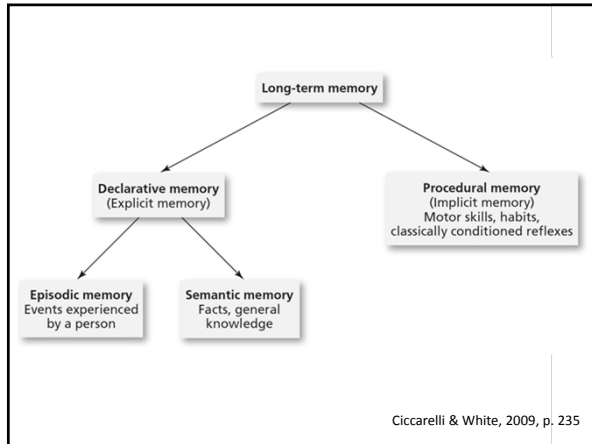 Long-term memory
Declarative memory
(Explicit memory)
Procedural memory
(Implicit memory)
Motor skills, habits,
classically conditioned reflexes
Episodic memory
Events experienced
by a person
Semantic memory
Facts, general
knowledge
Ciccarelli & White, 2009, p. 235